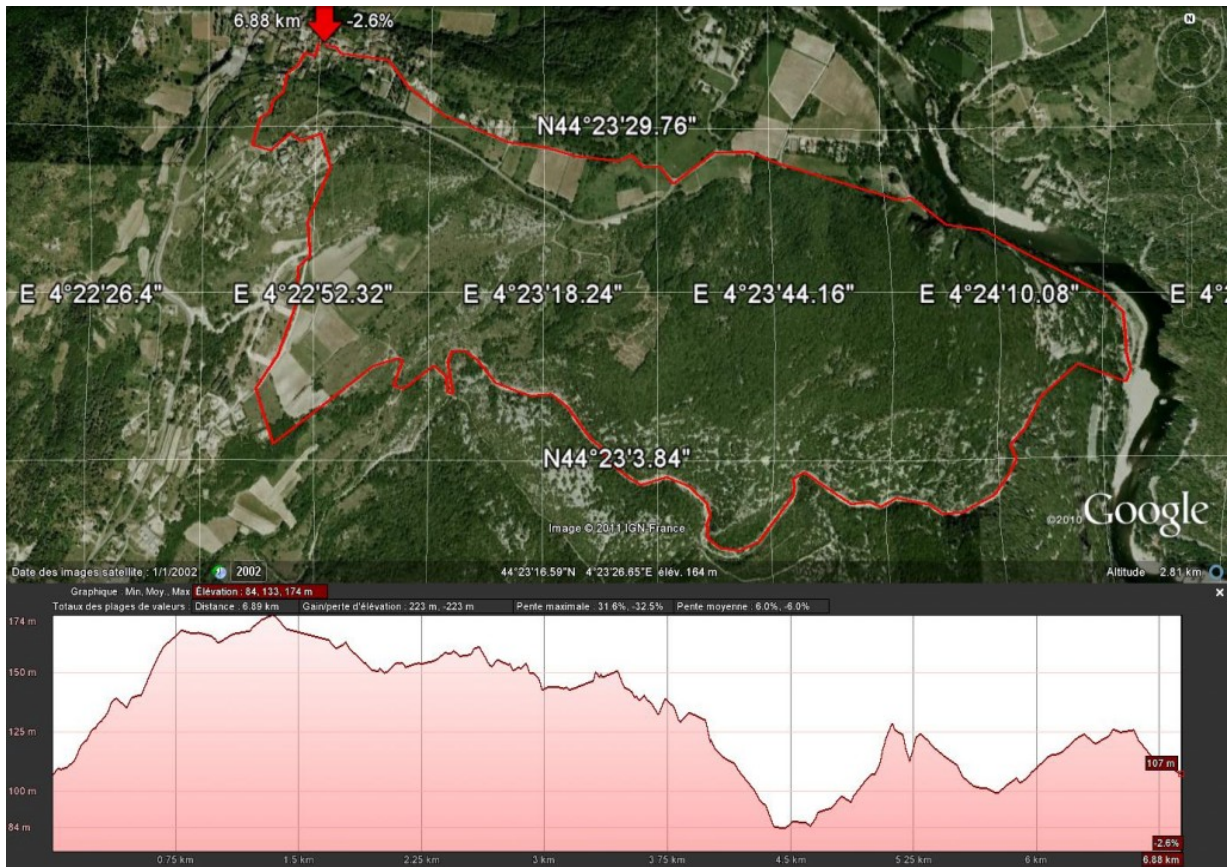 6.88 km -2.6%
N
N44°23'29.76"
E 4°22'26.4" E 4°22'52.32" E 4°23'18.24" E 4°23'44.16" E 4°24'10.08" E 4°
N44°23'3.84"
Image © 2011 IGN-France
©2010 Google
Date des images satellite : 1/1/2002 2002 44°23'16.59"N 4°23'26.65"E élév. 164 m Altitude 2.81 km
Graphique : Min, Moy., Max Élévation : 84, 133, 174 m
Totaux des plages de valeurs Distance : 6.89 km Gain/perte d'élévation : 223 m, -223 m Pente maximale : 31.6%, -32.5% Pente moyenne : 6.0%, -6.0%
174 m
150 m
125 m
107 m
100 m
84 m
-2.6%
0.75 km 1.5 km 2.25 km 3 km 3.75 km 4.5 km 5.25 km 6 km 6.88 km